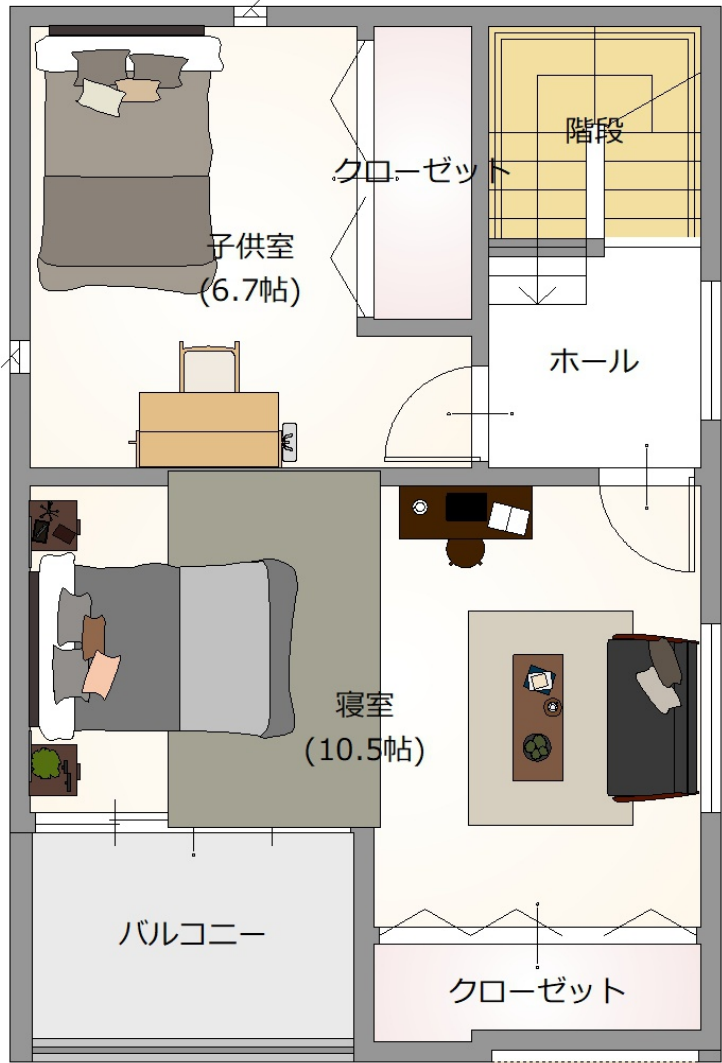 階段
クローゼット
子供室
(6.7帖)
ホール
寝室
(10.5帖)
バルコニー
クローゼット